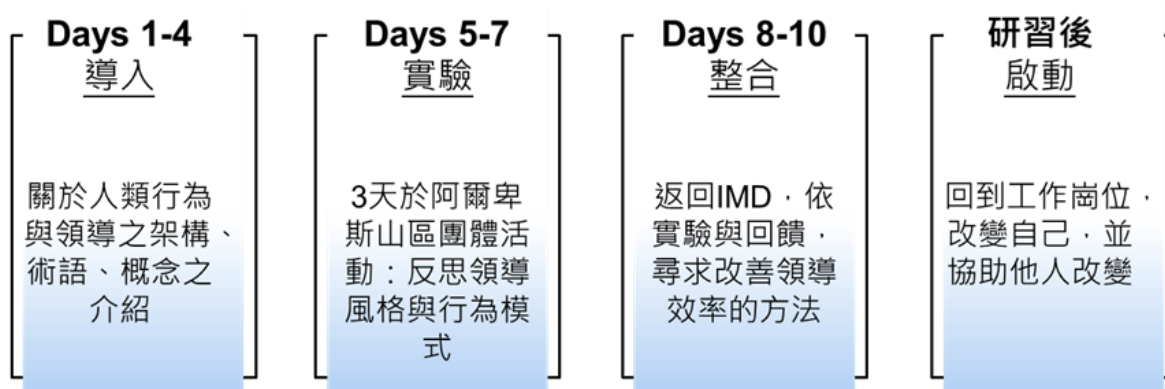 Days 1-4
導入
關於人類行為
與領導之架構、
術語、概念之
介紹
Days 5-7
實驗
3天於阿爾卑
斯山區團體活
動：反思領導
風格與行為模
式
Days 8-10
整合
返回IMD，依
實驗與回饋，
尋求改善領導
效率的方法
研習後
啟動
回到工作崗位，
改變自己，並
協助他人改變